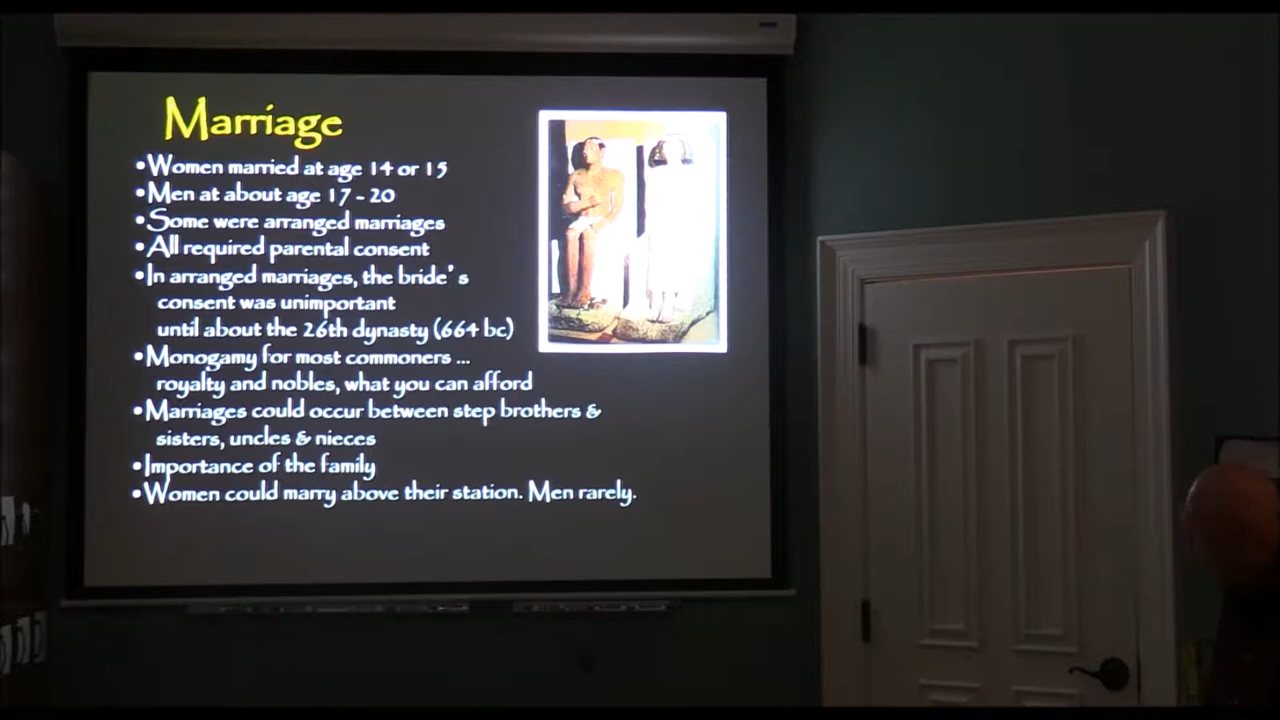 Marriage
•Women married at age 14 or 15
•Men at about age 17 - 20
•Some were arranged marriages
•All required parental consent
•In arranged marriages, the bride's
consent was unimportant
until about the 26th dynasty (664 bc)
•Monogamy for most commoners ...
royalty and nobles, what you can afford
•Marriages could occur between step brothers &
sisters, uncles & nieces
•Importance of the family
•Women could marry above their station. Men rarely.